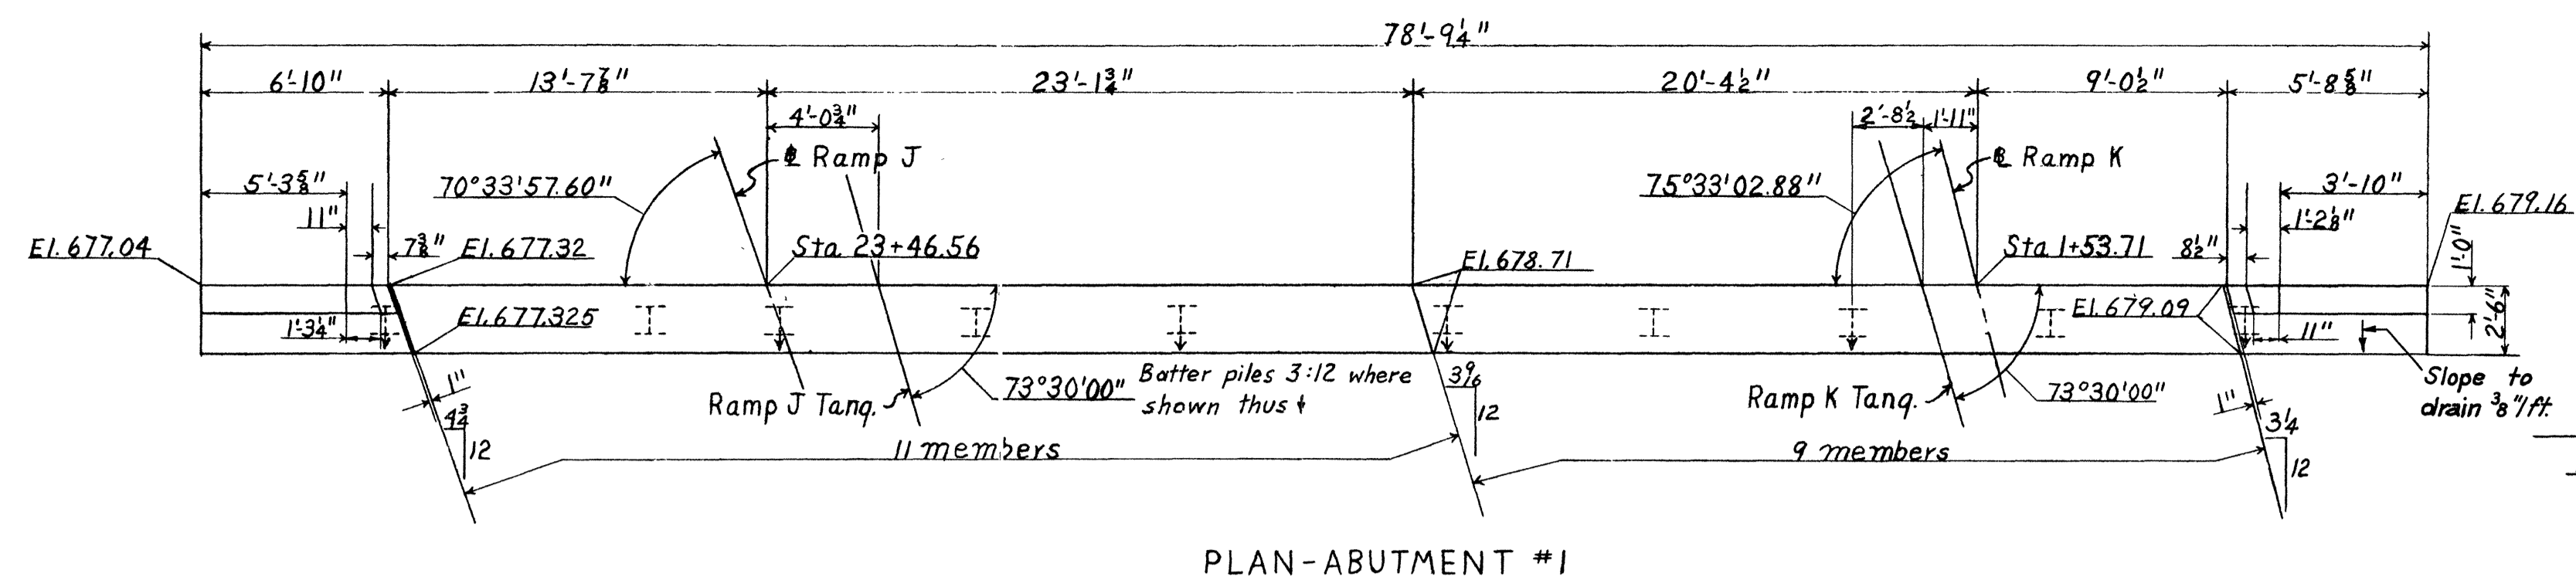 78'-9¼"
6'-10"
13'-7⅞"
23'-1¾"
20'-4½"
9'-0½"
5'-8⅝"
4'-0¾"
2'-8½
1'-11"
℄ Ramp J
℄ Ramp K
5'-3⅝"
70°33'57.60"
75°33'02.88"
3'-10"
11"
1'-2⅛"
El. 679.16
El. 677.04
7⅜"
El. 677.32
Sta. 23+46.56
El. 678.71
Sta. 1+53.71
8½"
1'-0"
1'-3¼"
El. 677.325
El. 679.09
11"
2'-6"
1"
4¾
12
Ramp J Tanq.
73°30'00"
Batter piles 3:12 where
shown thus
3 9/16
12
Ramp K Tanq.
73°30'00"
1"
3¼
12
Slope to
drain ⅜"/ft.
11 members
9 members
PLAN-ABUTMENT #1